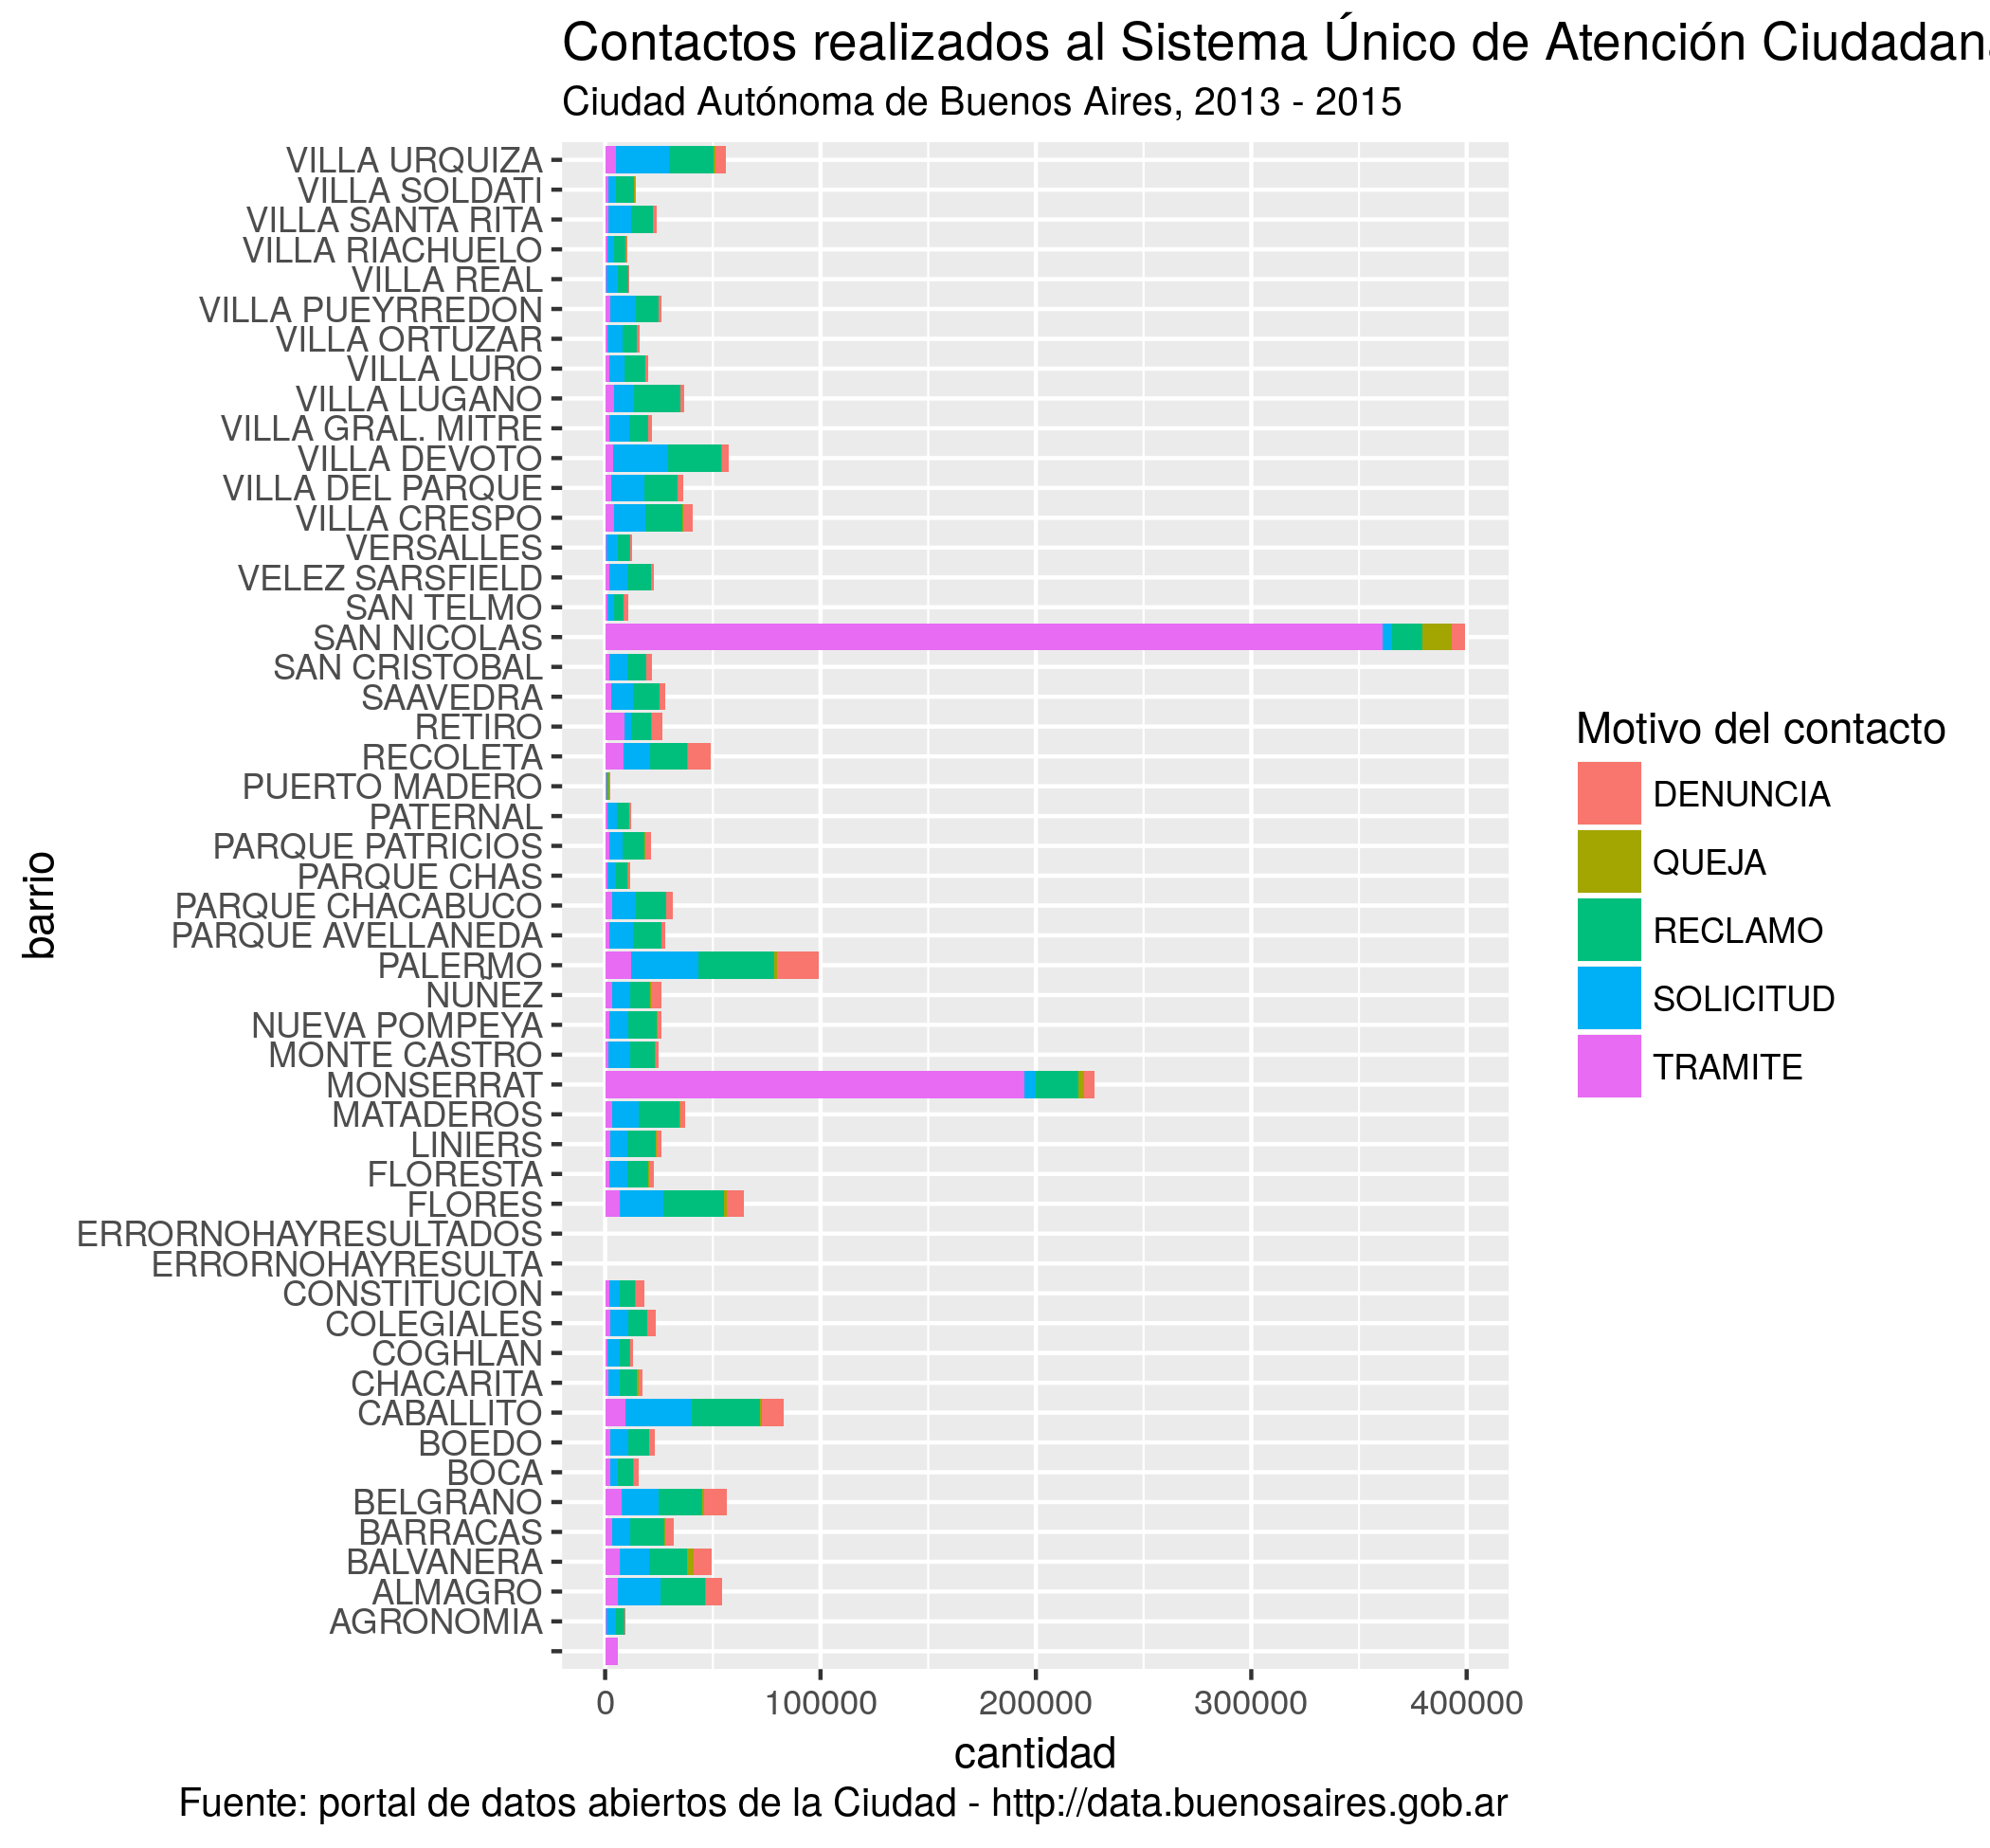 Contactos realizados al Sistema Único de Atención Ciudadan
Ciudad Autónoma de Buenos Aires, 2013 - 2015
VILLA URQUIZA
VILLA SOLDATI
VILLA SANTA RITA
VILLA RIACHUELO
VILLA REAL
VILLA PUEYRREDON
VILLA ORTUZAR
VILLA LURO
VILLA LUGANO
VILLA GRAL. MITRE
VILLA DEVOTO
VILLA DEL PARQUE
VILLA CRESPO
VERSALLES
VELEZ SARSFIELD
SAN TELMO
SAN NICOLAS
SAN CRISTOBAL
SAAVEDRA
RETIRO
RECOLETA
PUERTO MADERO
PATERNAL
PARQUE PATRICIOS
PARQUE CHAS
PARQUE CHACABUCO
PARQUE AVELLANEDA
PALERMO
NUÑEZ
NUEVA POMPEYA
MONTE CASTRO
MONSERRAT
MATADEROS
LINIERS
FLORESTA
FLORES
ERRORNOHAYRESULTADOS
ERRORNOHAYRESULTA
CONSTITUCION
COLEGIALES
COGHLAN
CHACARITA
CABALLITO
BOEDO
BOCA
BELGRANO
BARRACAS
BALVANERA
ALMAGRO
AGRONOMIA
barrio
0 100000 200000 300000 400000
cantidad
Motivo del contacto
DENUNCIA
QUEJA
RECLAMO
SOLICITUD
TRAMITE
Fuente: portal de datos abiertos de la Ciudad - http://data.buenosaires.gob.ar